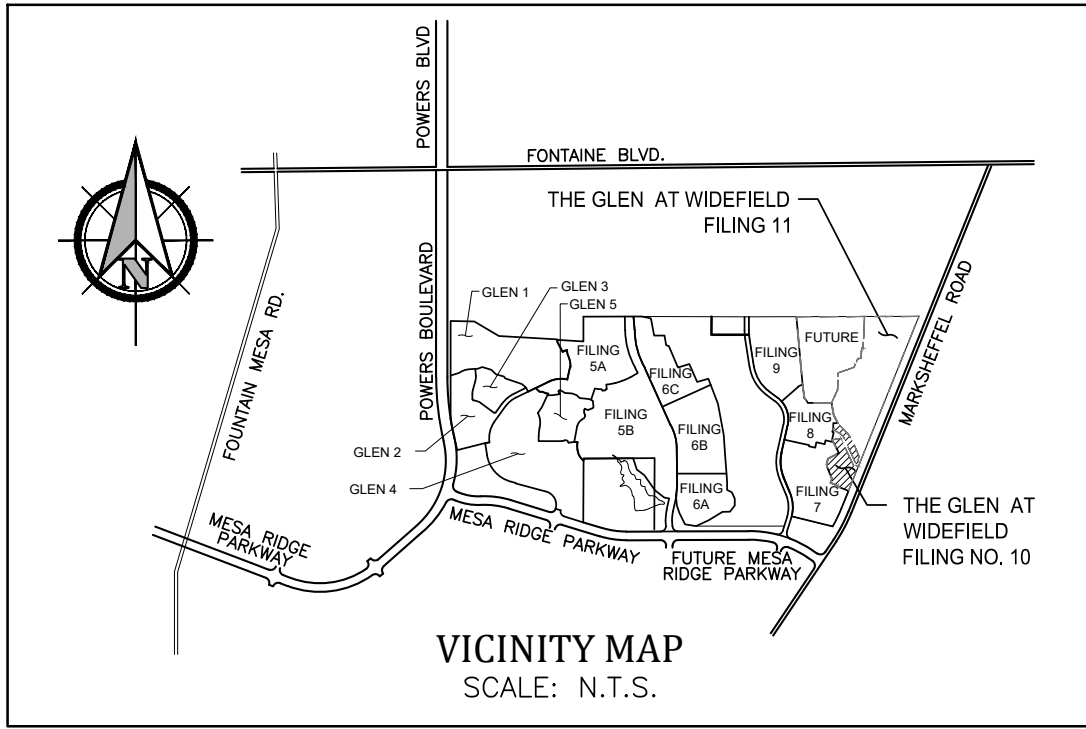 POWERS BLVD
FONTAINE BLVD.
THE GLEN AT WIDEFIELD
FILING 11
N
FOUNTAIN MESA RD.
POWERS BOULEVARD
MARKSHEFFEL ROAD
GLEN 1
GLEN 3
GLEN 5
FILING
5A
FILING
6C
FILING
9
FUTURE
GLEN 2
GLEN 4
FILING
5B
FILING
6B
FILING
8
FILING
6A
FILING
7
THE GLEN AT
WIDEFIELD
FILING NO. 10
MESA RIDGE
PARKWAY
MESA RIDGE PARKWAY
FUTURE MESA
RIDGE PARKWAY
VICINITY MAP
SCALE: N.T.S.